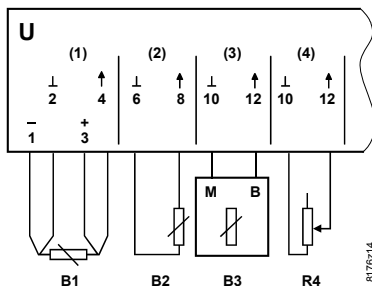 U
(1) (2) (3) (4)
⊥ ↑ ⊥ ↑ ⊥ ↑ ⊥ ↑
2 4 6 8 10 12 10 12
− +
1 3
M B
B1 B2 B3 R4
8176z14